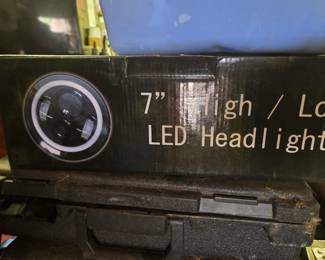 7" High / Lo
LED Headlight